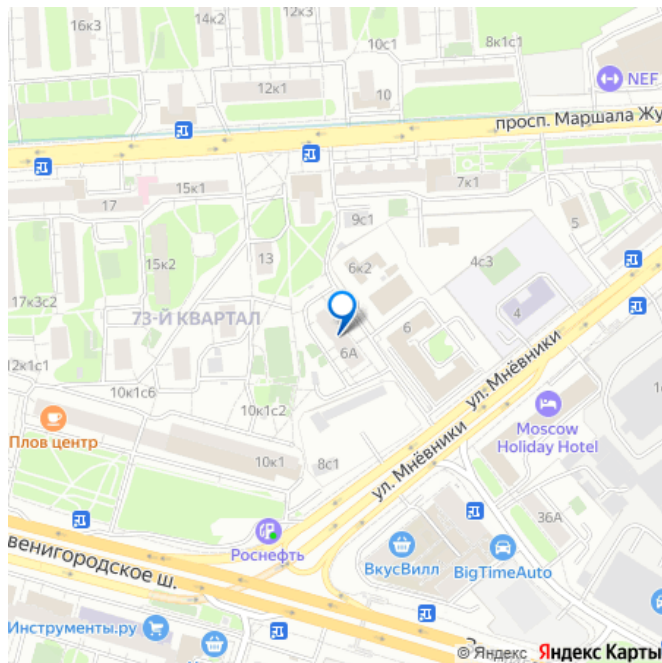 16к3
10с1
8к1с1
12к1
10
NEF
просп. Маршала Жу
15к1
7к1
17
9с1
5
13
15к2
6к2
4с3
17к3с2
73-Й КВАРТАЛ
6
4
6А
12к1с1
10к1с6
10к1с2
ул. Мнёвники
Moscow
Holiday Hotel
Плов центр
10к1
8с1
ул. Мнёвники
36А
Роснефть
венигородское ш.
ВкусВилл
BigTimeAuto
Инструменты.ру
© Яндекс Яндекс Карты